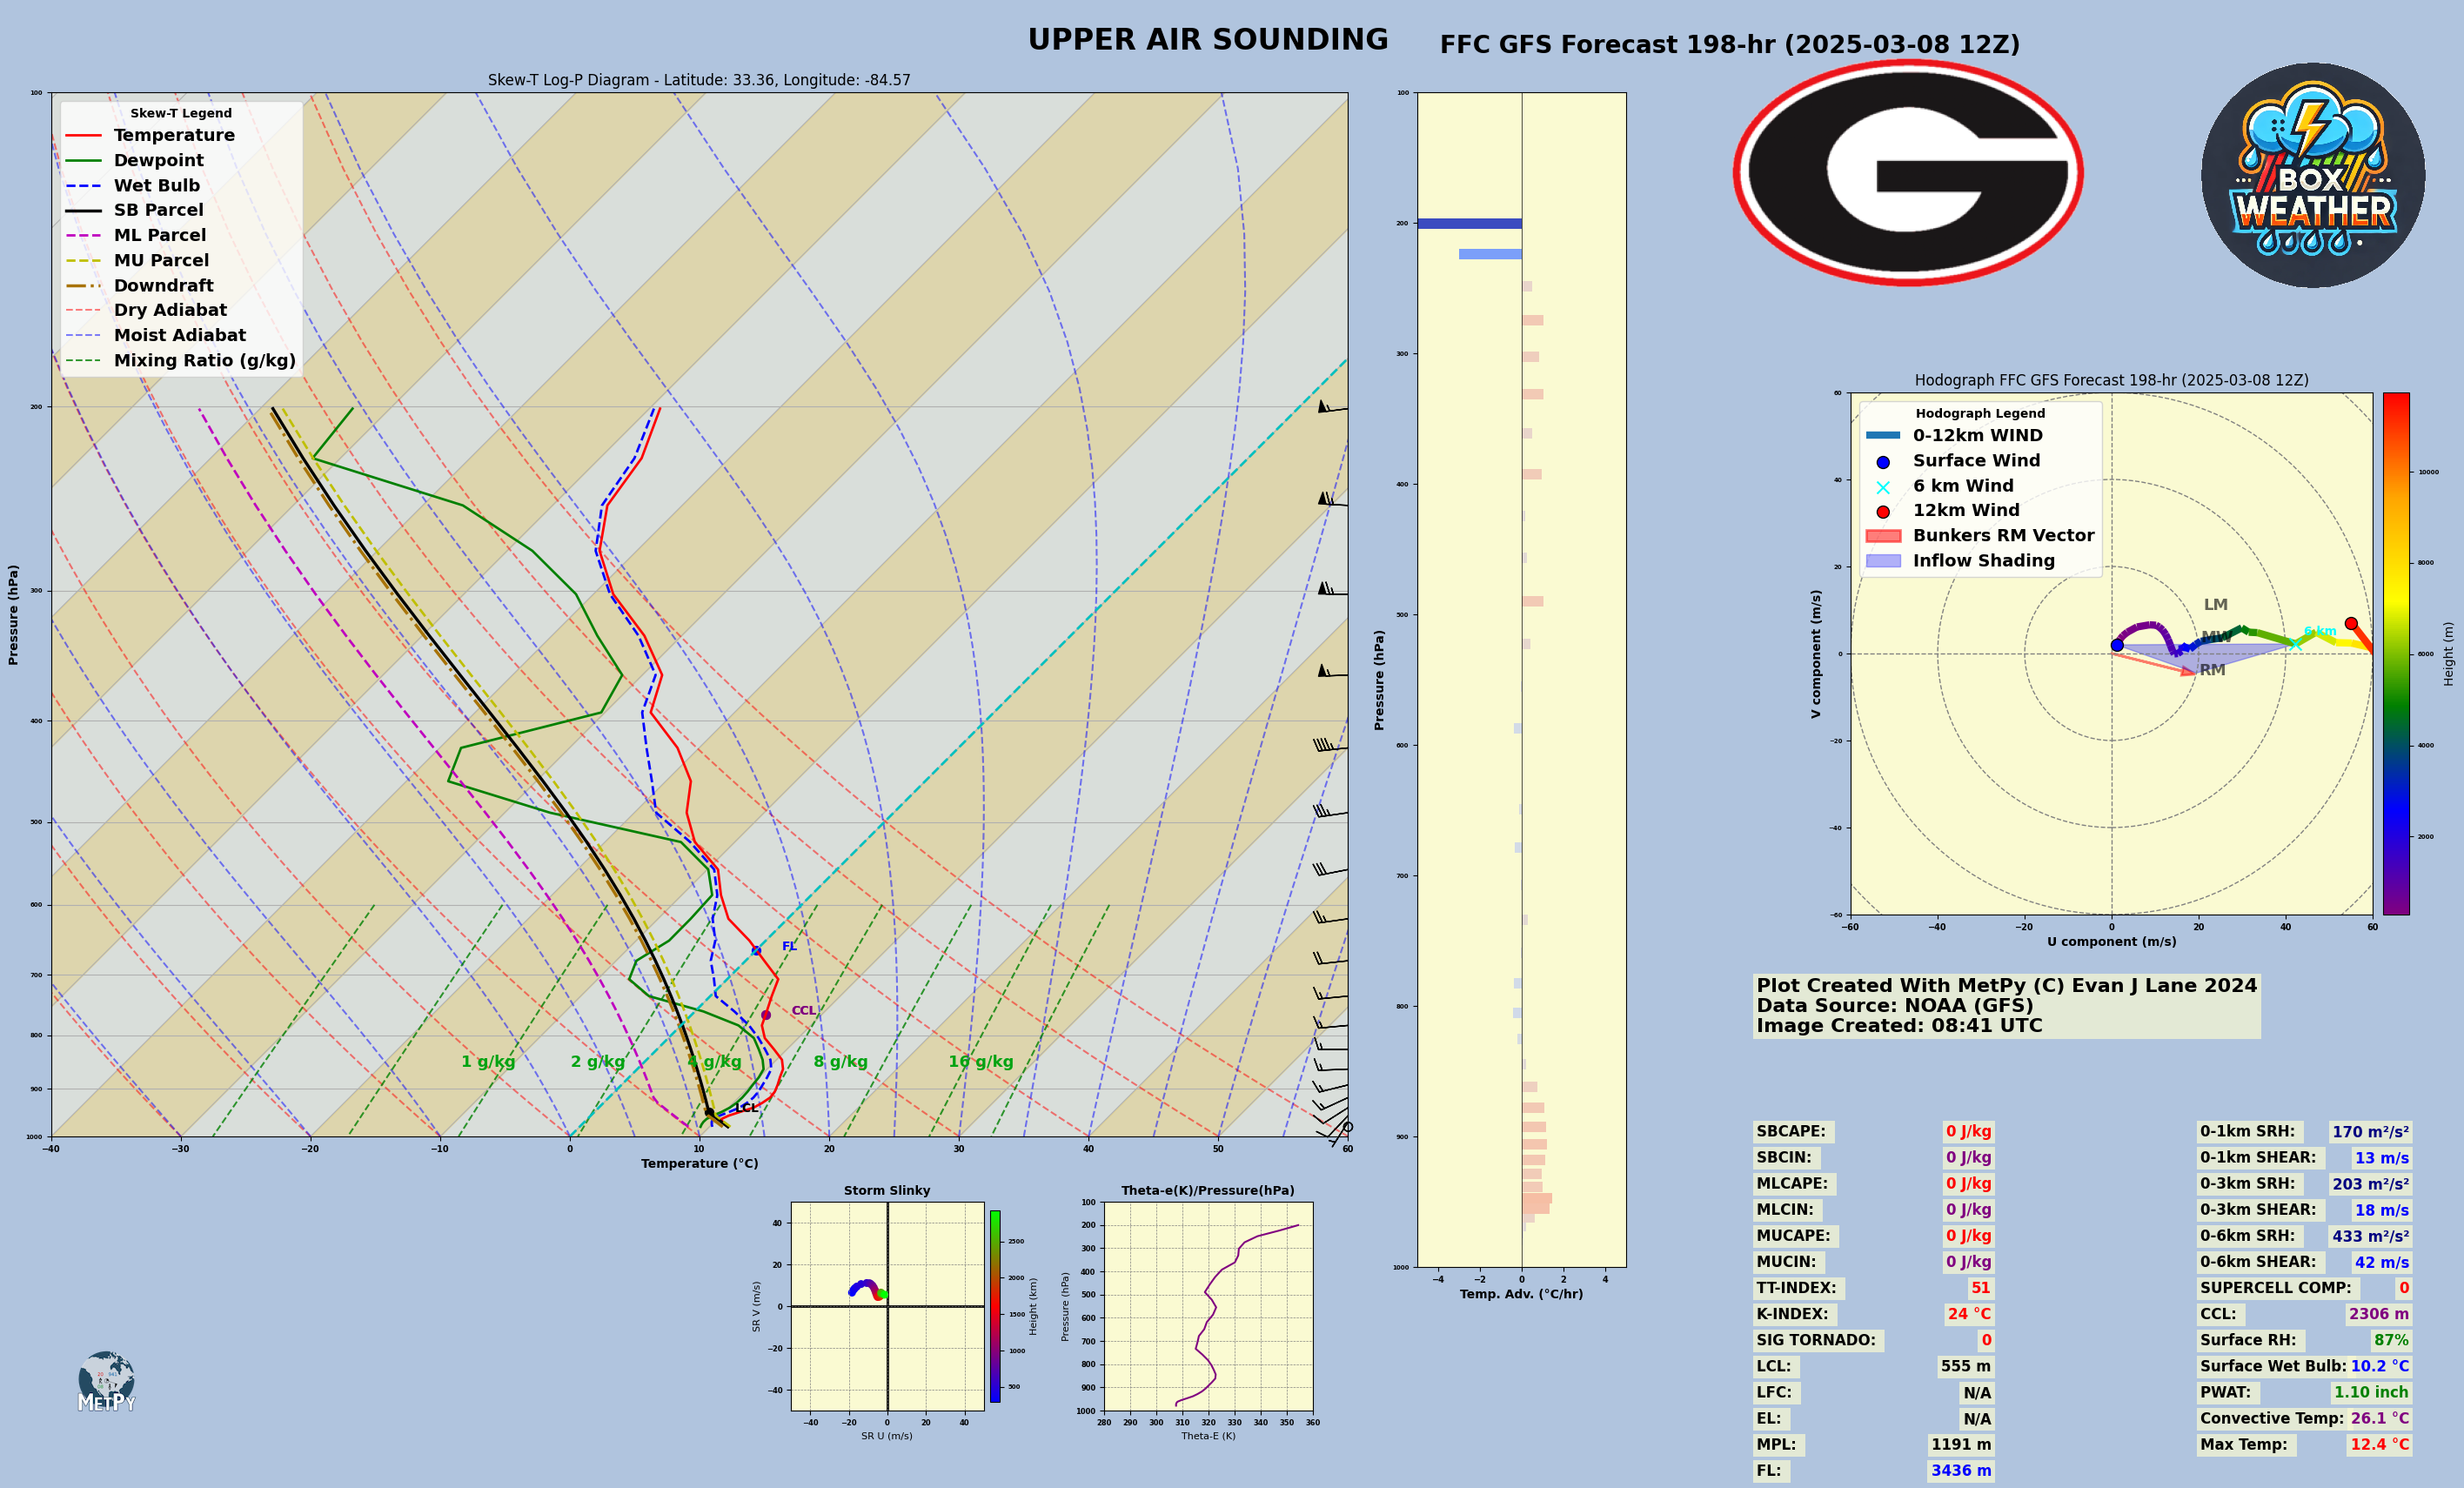 UPPER AIR SOUNDING
FFC GFS Forecast 198-hr (2025-03-08 12Z)
Skew-T Log-P Diagram - Latitude: 33.36, Longitude: -84.57
Skew-T Legend
Temperature
Dewpoint
Wet Bulb
SB Parcel
ML Parcel
MU Parcel
Downdraft
Dry Adiabat
Moist Adiabat
Mixing Ratio (g/kg)
100
200
300
400
500
600
700
800
900
1000
Pressure (hPa)
FL
CCL
LCL
1 g/kg
2 g/kg
4 g/kg
8 g/kg
16 g/kg
−40
−30
−20
−10
0
10
20
30
40
50
60
Temperature (°C)
100
200
300
400
500
600
700
800
900
1000
Pressure (hPa)
−4
−2
0
2
4
Temp. Adv. (°C/hr)
G
BOX
WEATHER
Hodograph FFC GFS Forecast 198-hr (2025-03-08 12Z)
Hodograph Legend
0-12km WIND
Surface Wind
6 km Wind
12km Wind
Bunkers RM Vector
Inflow Shading
LM
MW
RM
6 km
60
40
20
0
−20
−40
−60
V component (m/s)
−60
−40
−20
0
20
40
60
U component (m/s)
10000
8000
6000
4000
2000
Height (m)
Plot Created With MetPy (C) Evan J Lane 2024
Data Source: NOAA (GFS)
Image Created: 08:41 UTC
Storm Slinky
40
20
0
−20
−40
SR V (m/s)
−40
−20
0
20
40
SR U (m/s)
2500
2000
1500
1000
500
Height (km)
Theta-e(K)/Pressure(hPa)
100
200
300
400
500
600
700
800
900
1000
Pressure (hPa)
280
290
300
310
320
330
340
350
360
Theta-E (K)
METPY
SBCAPE: 0 J/kg
SBCIN: 0 J/kg
MLCAPE: 0 J/kg
MLCIN: 0 J/kg
MUCAPE: 0 J/kg
MUCIN: 0 J/kg
TT-INDEX: 51
K-INDEX: 24 °C
SIG TORNADO: 0
LCL: 555 m
LFC: N/A
EL: N/A
MPL: 1191 m
FL: 3436 m
0-1km SRH: 170 m²/s²
0-1km SHEAR: 13 m/s
0-3km SRH: 203 m²/s²
0-3km SHEAR: 18 m/s
0-6km SRH: 433 m²/s²
0-6km SHEAR: 42 m/s
SUPERCELL COMP: 0
CCL: 2306 m
Surface RH: 87%
Surface Wet Bulb: 10.2 °C
PWAT: 1.10 inch
Convective Temp: 26.1 °C
Max Temp: 12.4 °C